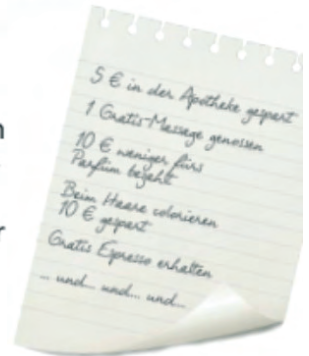 5 € in der Apotheke gespart
1 Gratis-Massage genossen
10 € weniger fürs
Parfüm bezahlt
Beim Haare colorieren
10 € gespart
Gratis Espresso erhalten
... und... und... und...